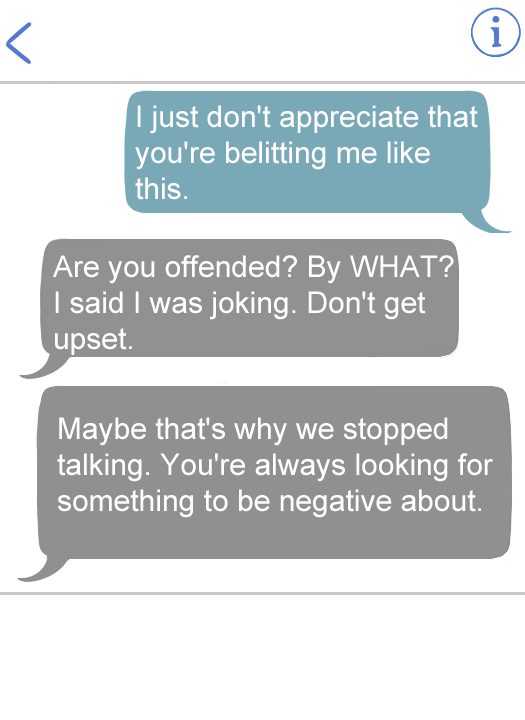 I just don't appreciate that
you're belitting me like
this.
Are you offended? By WHAT?
I said I was joking. Don't get
upset.
Maybe that's why we stopped
talking. You're always looking for
something to be negative about.